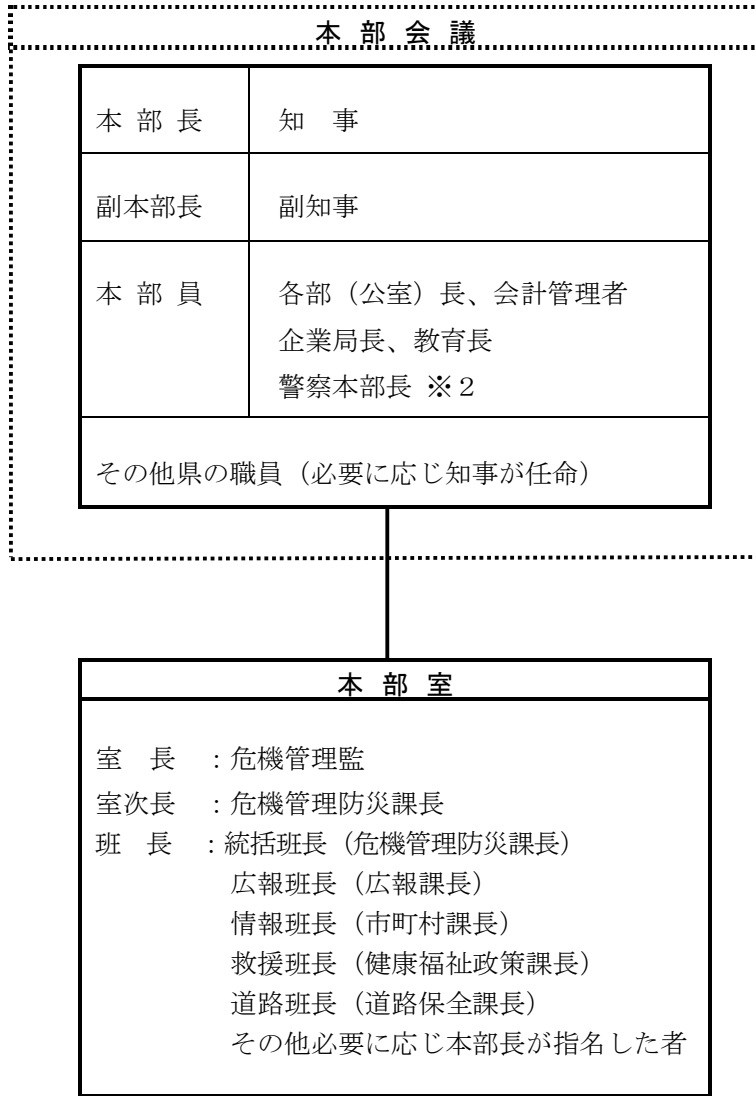 本 部 会 議
本 部 長　知　事
副本部長　副知事
本 部 員　各部（公室）長、会計管理者
企業局長、教育長
警察本部長 ※２
その他県の職員（必要に応じ知事が任命）
本 部 室
室　長　：危機管理監
室次長　：危機管理防災課長
班　長　：統括班長（危機管理防災課長）
広報班長（広報課長）
情報班長（市町村課長）
救援班長（健康福祉政策課長）
道路班長（道路保全課長）
その他必要に応じ本部長が指名した者